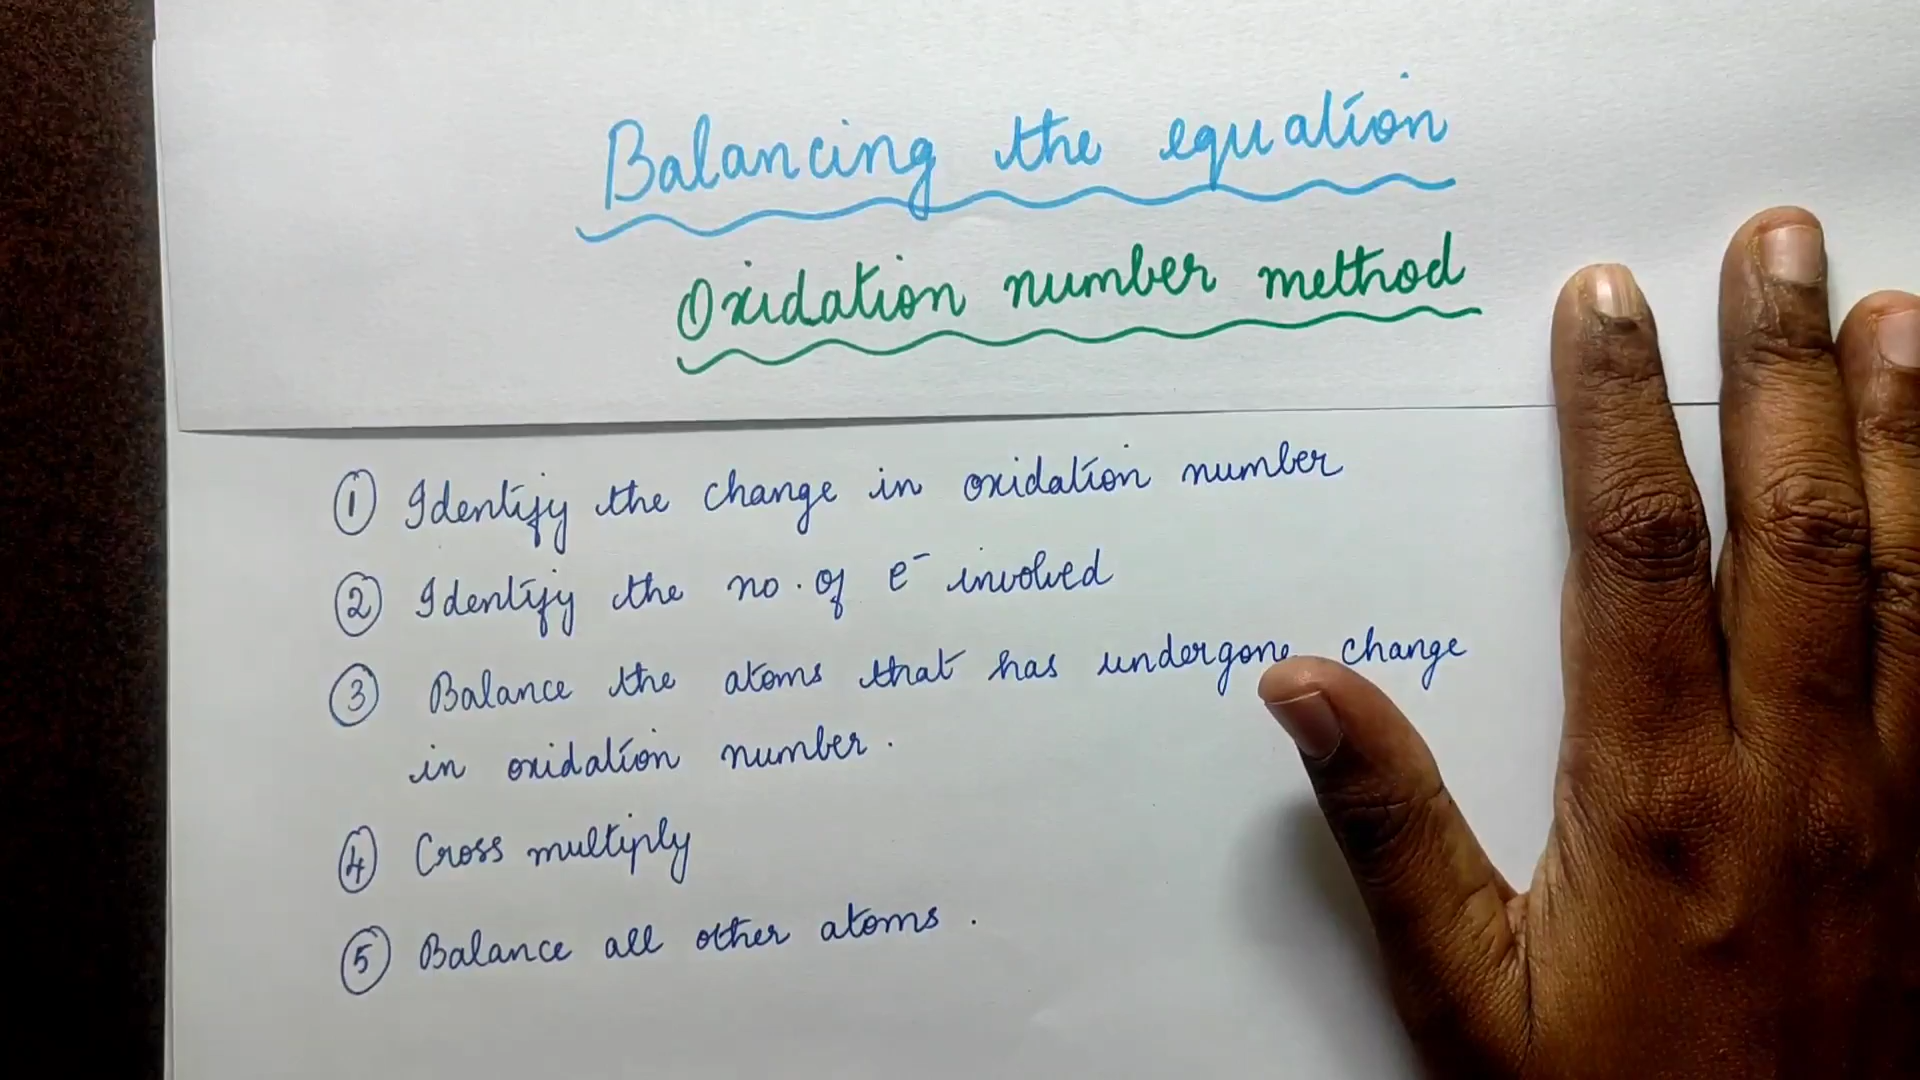 Balancing the equation
Oxidation number method
① Identify the change in oxidation number
② Identify the no. of e⁻ involved
③ Balance the atoms that has undergone change
in oxidation number.
④ Cross multiply
⑤ Balance all other atoms.